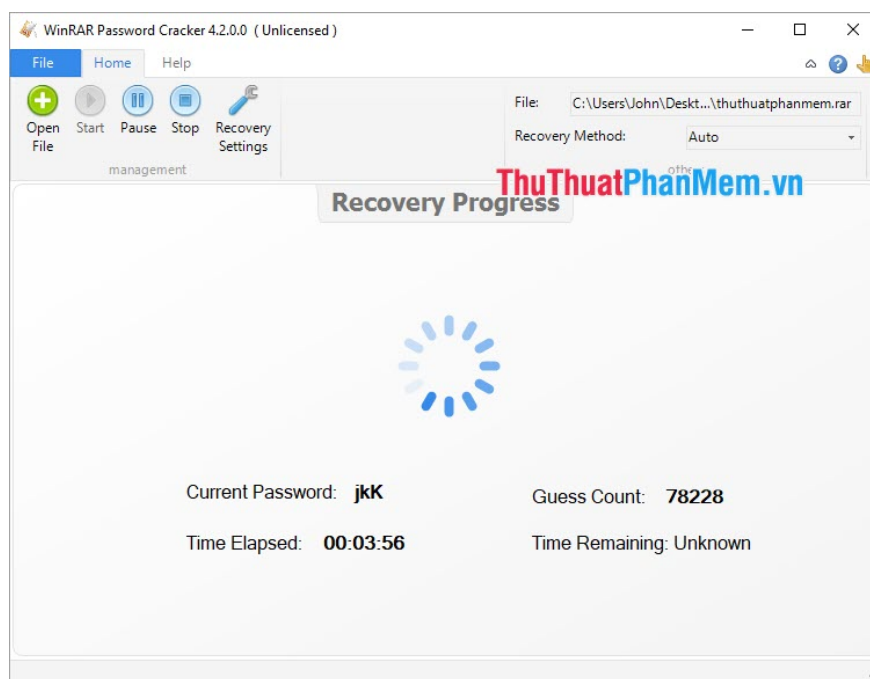 WinRAR Password Cracker 4.2.0.0 ( Unlicensed )
File Home Help
Open File
Start
Pause
Stop
Recovery Settings
management
File: C:\Users\John\Deskt...\thuthuatphanmem.rar
Recovery Method: Auto
ThuThuatPhanMem.vn
Recovery Progress
Current Password: jkK
Guess Count: 78228
Time Elapsed: 00:03:56
Time Remaining: Unknown